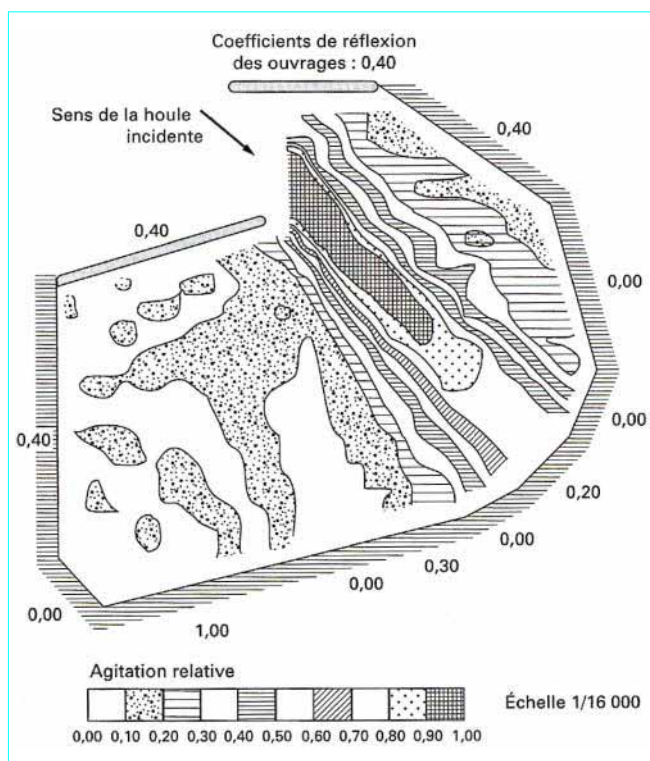 Coefficients de réflexion
des ouvrages : 0,40
Sens de la houle
incidente
0,40
0,40
0,00
0,40
0,00
0,20
0,00
0,30
0,00
1,00
0,00
Agitation relative
Échelle 1/16 000
0,00 0,10 0,20 0,30 0,40 0,50 0,60 0,70 0,80 0,90 1,00